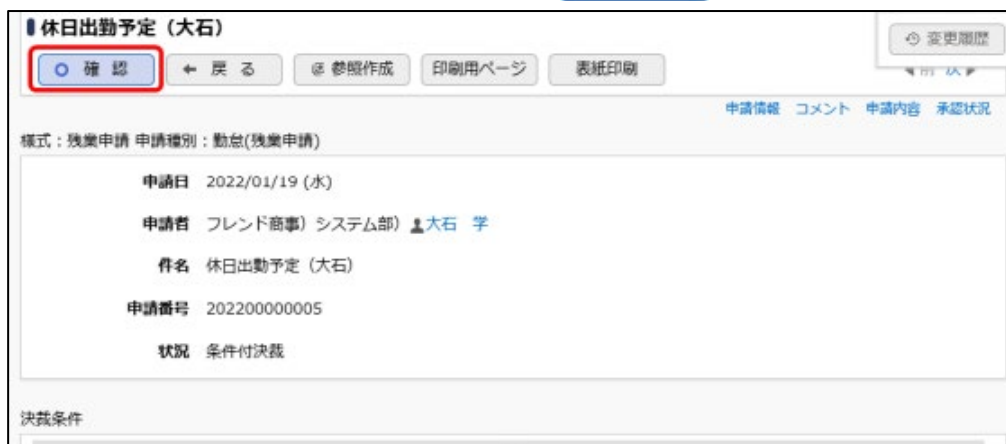 休日出勤予定（大石）
変更履歴
確 認
戻 る
参照作成
印刷用ページ
表紙印刷
前 次
申請情報 コメント 申請内容 承認状況
様式：残業申請 申請種別：勤怠(残業申請)
申請日 2022/01/19 (水)
申請者 フレンド商事）システム部）大石 学
件名 休日出勤予定（大石）
申請番号 202200000005
状況 条件付決裁
決裁条件